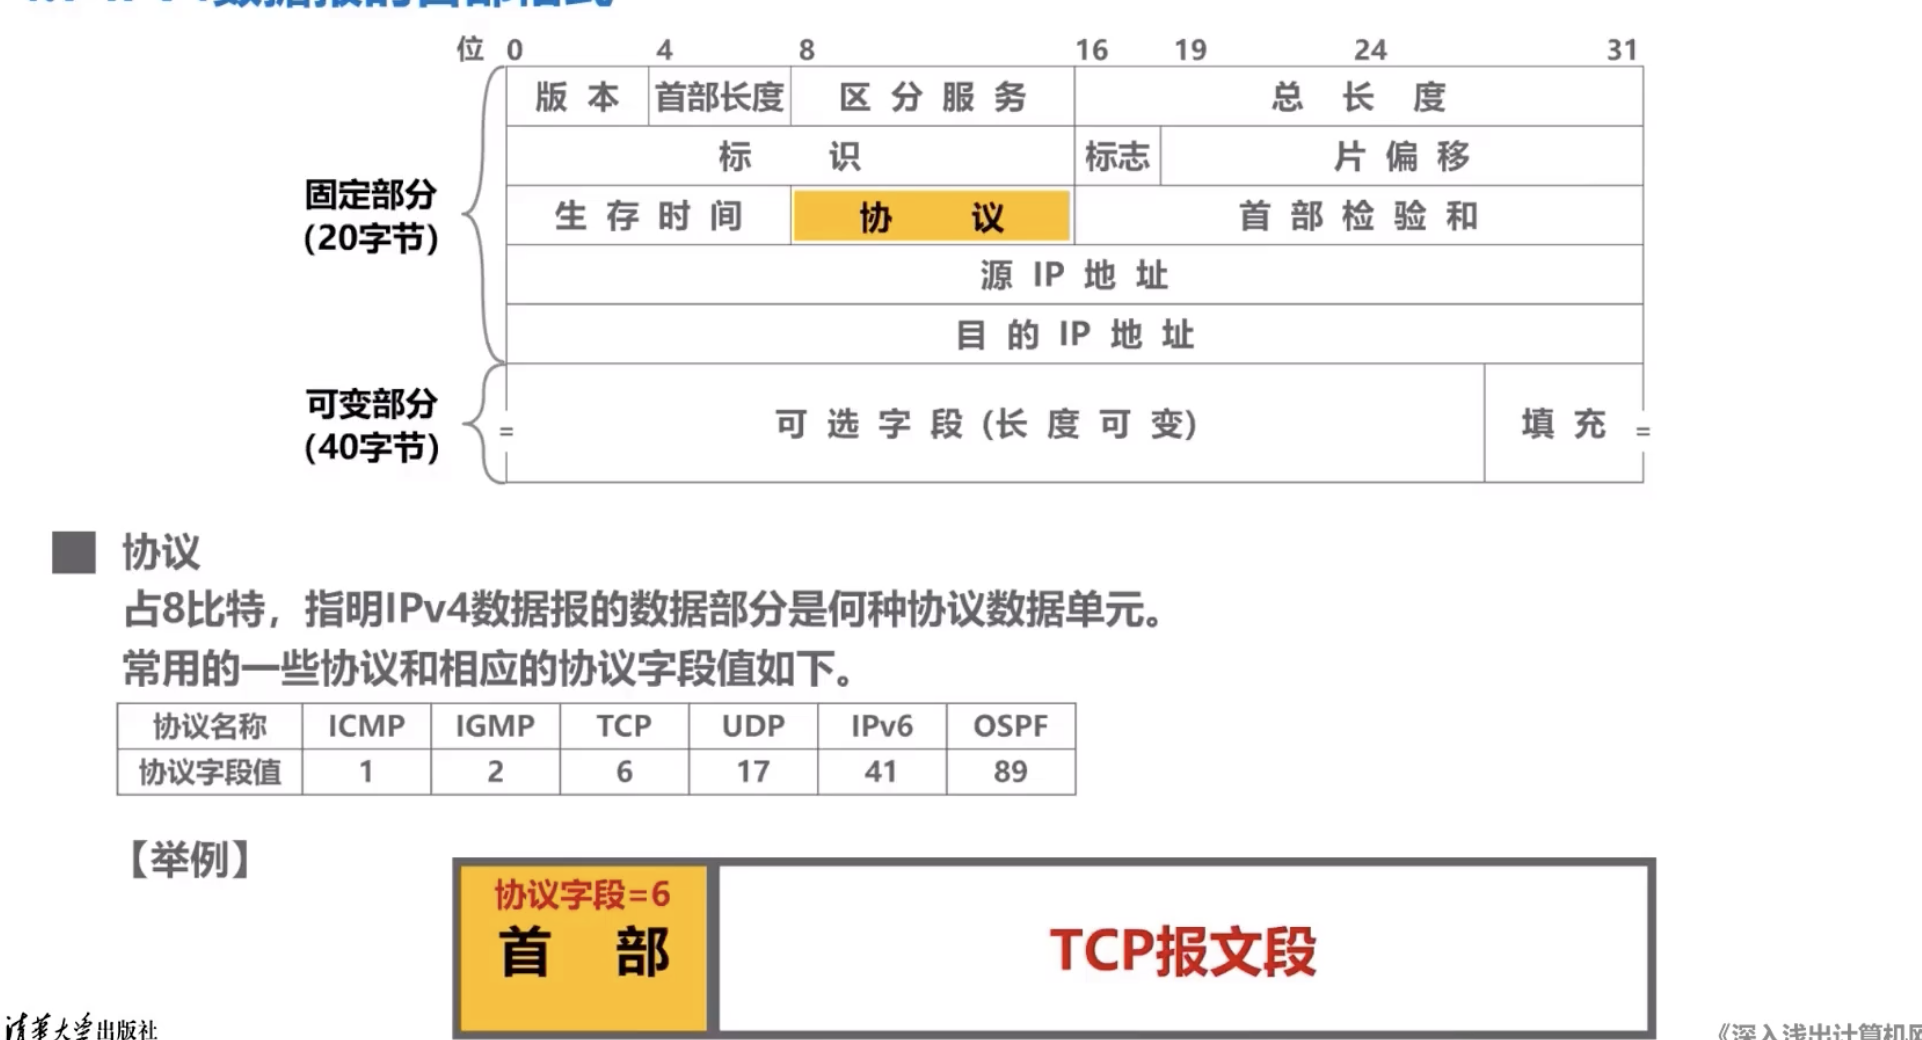 位 0 4 8 16 19 24 31
版本 首部长度 区分服务 总长度
标识 标志 片偏移
固定部分
(20字节)
生存时间 协议 首部检验和
源IP地址
目的IP地址
可变部分
(40字节)
可选字段(长度可变) 填充
协议
占8比特，指明IPv4数据报的数据部分是何种协议数据单元。
常用的一些协议和相应的协议字段值如下。
协议名称 ICMP IGMP TCP UDP IPv6 OSPF
协议字段值 1 2 6 17 41 89
【举例】
协议字段=6
首部
TCP报文段
清华大学出版社
《深入浅出计算机网